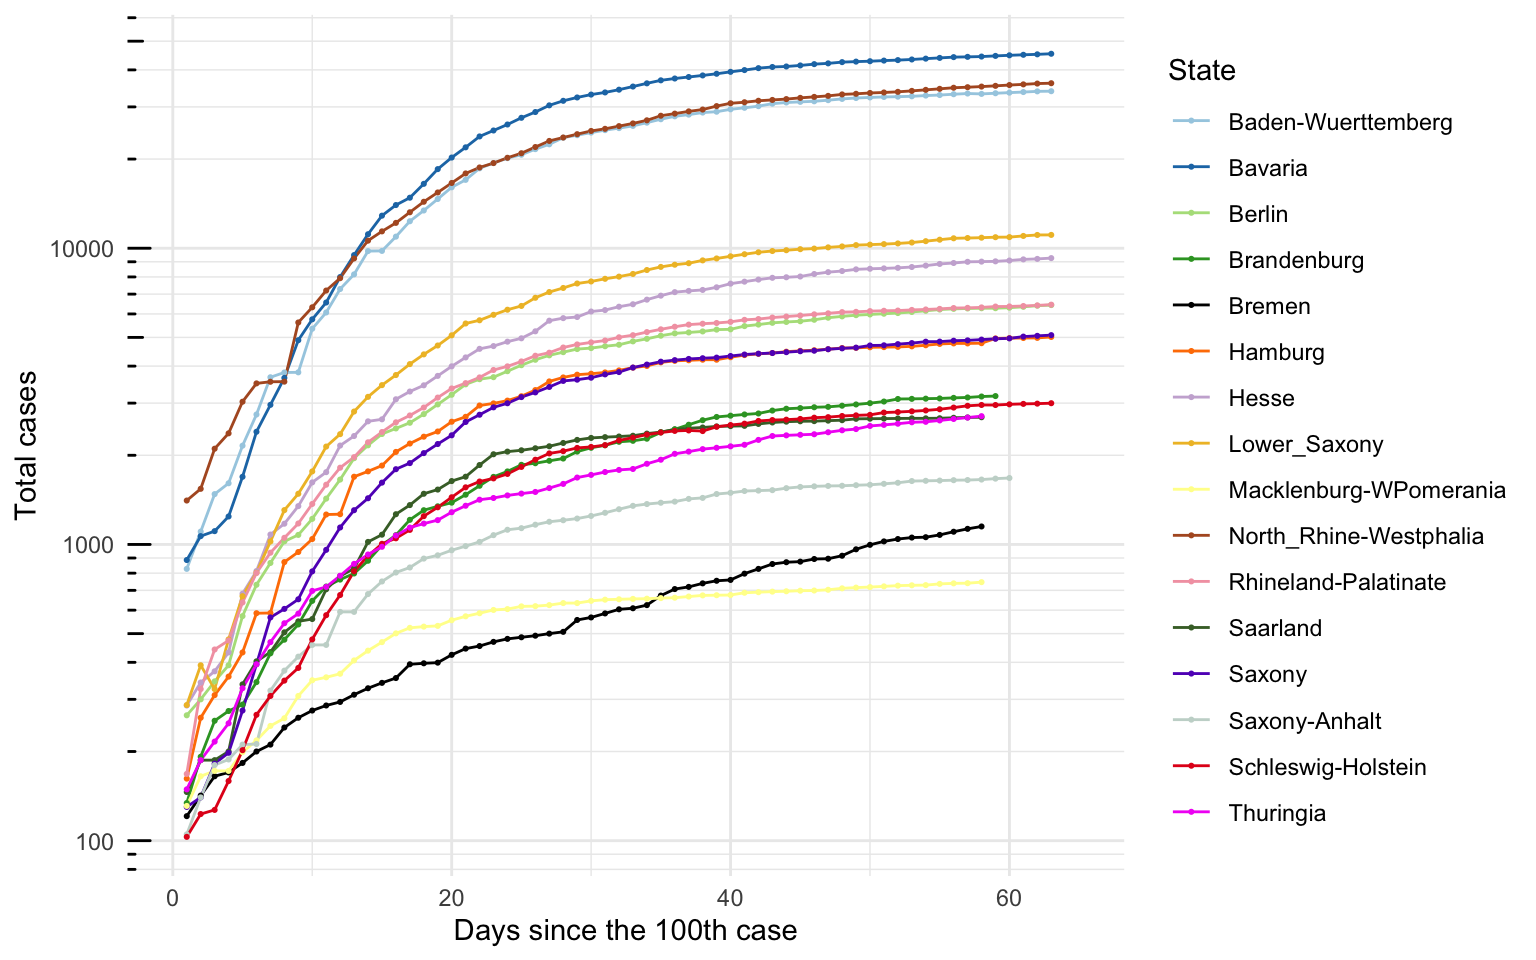 Total cases
10000
1000
100
0
20
40
60
Days since the 100th case
State
Baden-Wuerttemberg
Bavaria
Berlin
Brandenburg
Bremen
Hamburg
Hesse
Lower_Saxony
Macklenburg-WPomerania
North_Rhine-Westphalia
Rhineland-Palatinate
Saarland
Saxony
Saxony-Anhalt
Schleswig-Holstein
Thuringia